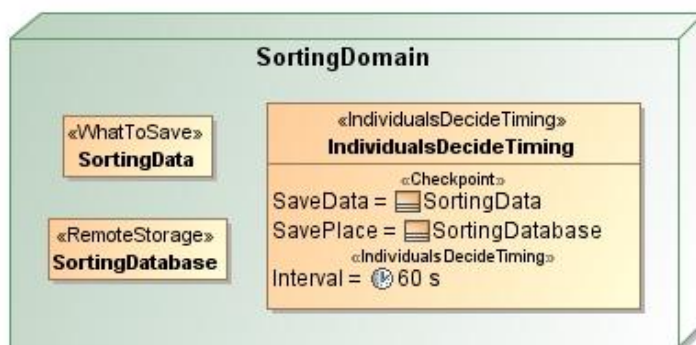 SortingDomain
«WhatToSave»
SortingData
«RemoteStorage»
SortingDatabase
«IndividualsDecideTiming»
IndividualsDecideTiming
«Checkpoint»
SaveData = SortingData
SavePlace = SortingDatabase
«IndividualsDecideTiming»
Interval = 60 s